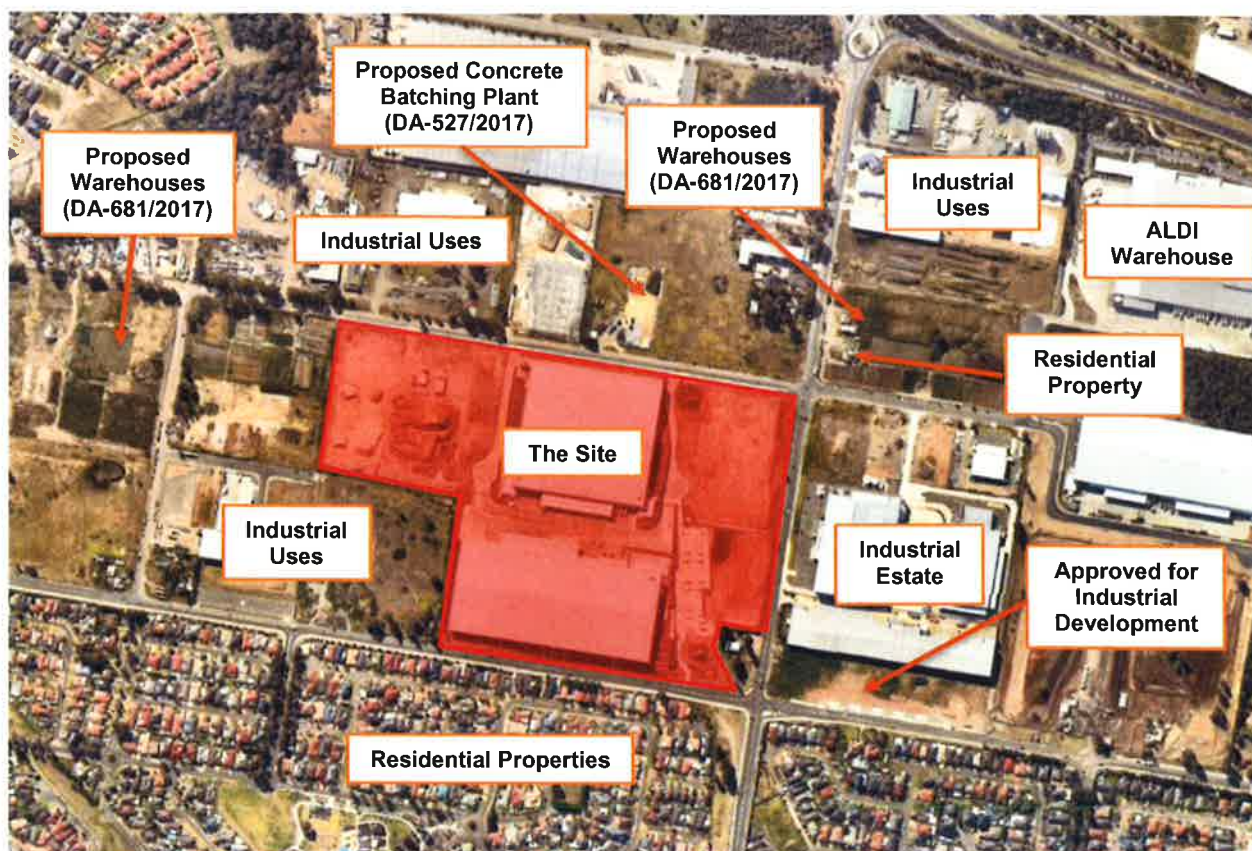 Proposed Concrete
Batching Plant
(DA-527/2017)
Proposed
Warehouses
(DA-681/2017)
Proposed
Warehouses
(DA-681/2017)
Industrial
Uses
ALDI
Warehouse
Industrial Uses
Residential
Property
The Site
Industrial
Uses
Industrial
Estate
Approved for
Industrial
Development
Residential Properties